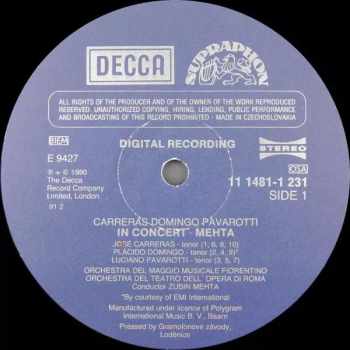 DECCA
SUPRAPHON
ALL RIGHTS OF THE PRODUCER AND OF THE OWNER OF THE WORK REPRODUCED
RESERVED. UNAUTHORIZED COPYING, HIRING, LENDING, PUBLIC PERFORMANCE
AND BROADCASTING OF THIS RECORD PROHIBITED - MADE IN CZECHOSLOVAKIA
DIGITAL RECORDING
STEREO
E 9427
OSA
℗ + © 1990
The Decca
Record Company
Limited, London
11 1481-1 231
SIDE 1
91 2
CARRERAS DOMINGO PAVAROTTI
IN CONCERT MEHTA
JOSÉ CARRERAS - tenor (1, 6, 8, 10)
PLÁCIDO DOMINGO - tenor (2, 4, 9)*
LUCIANO PAVAROTTI - tenor (3, 5, 7)
ORCHESTRA DEL MAGGIO MUSICALE FIORENTINO
ORCHESTRA DEL TEATRO DELL' OPERA DI ROMA
Conductor ZUBIN MEHTA
*By courtesy of EMI International
Manufactured under licence of Polygram
International Music B. V., Baarn
Pressed by Gramofonové závody,
Loděnice